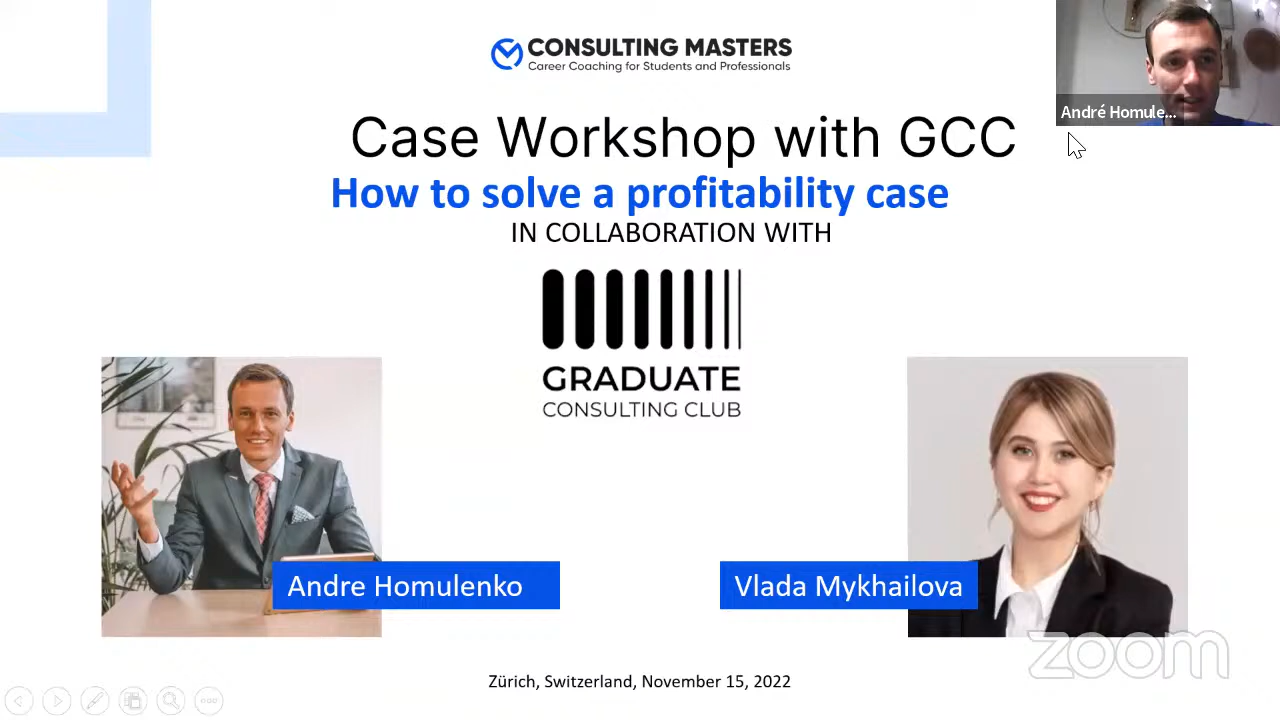 CONSULTING MASTERS
Career Coaching for Students and Professionals
André Homule...
Case Workshop with GCC
How to solve a profitability case
IN COLLABORATION WITH
GRADUATE
CONSULTING CLUB
Andre Homulenko
Vlada Mykhailova
zoom
Zürich, Switzerland, November 15, 2022